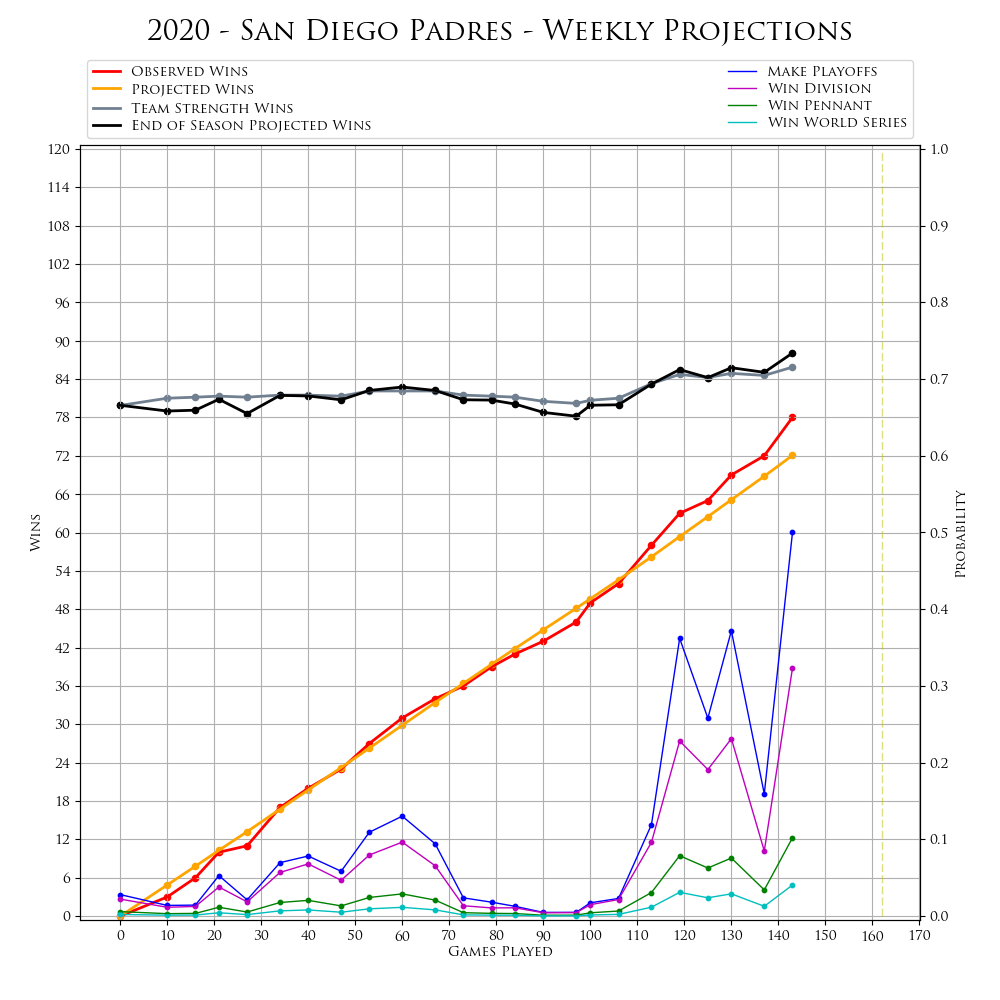 2020 - San Diego Padres - Weekly Projections
Observed Wins
Projected Wins
Team Strength Wins
End of Season Projected Wins
Make Playoffs
Win Division
Win Pennant
Win World Series
120
114
108
102
96
90
84
78
72
66
60
54
48
42
36
30
24
18
12
6
0
Wins
1.0
0.9
0.8
0.7
0.6
0.5
0.4
0.3
0.2
0.1
0.0
Probability
0 10 20 30 40 50 60 70 80 90 100 110 120 130 140 150 160 170
Games Played